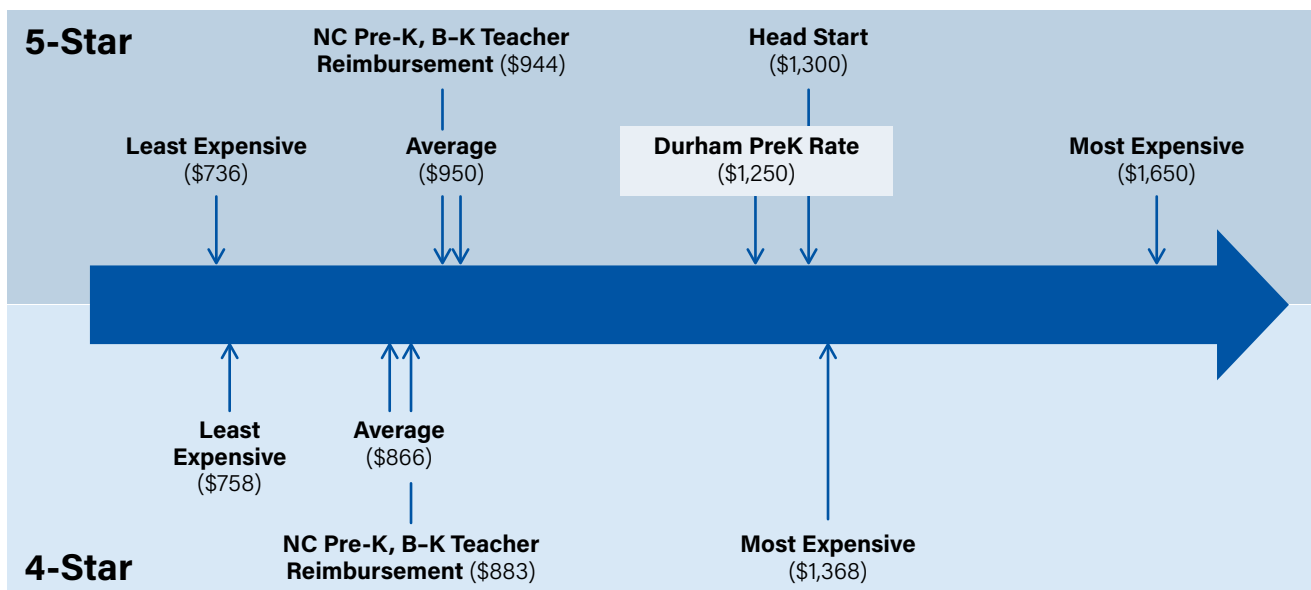 5-Star
NC Pre-K, B–K Teacher
Reimbursement ($944)
Head Start
($1,300)
Least Expensive
($736)
Average
($950)
Durham PreK Rate
($1,250)
Most Expensive
($1,650)
Least
Expensive
($758)
Average
($866)
NC Pre-K, B–K Teacher
Reimbursement ($883)
Most Expensive
($1,368)
4-Star